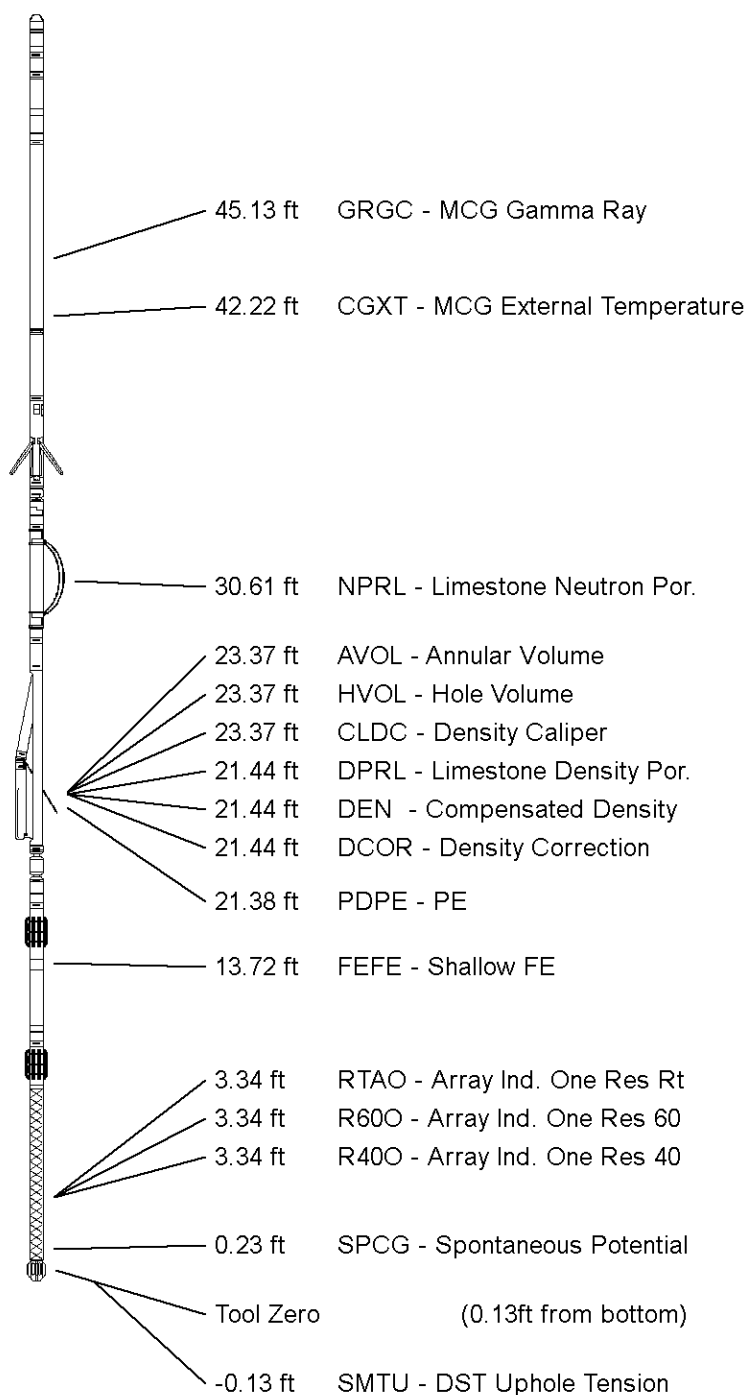 45.13 ft GRGC - MCG Gamma Ray
42.22 ft CGXT - MCG External Temperature
30.61 ft NPRL - Limestone Neutron Por.
23.37 ft AVOL - Annular Volume
23.37 ft HVOL - Hole Volume
23.37 ft CLDC - Density Caliper
21.44 ft DPRL - Limestone Density Por.
21.44 ft DEN - Compensated Density
21.44 ft DCOR - Density Correction
21.38 ft PDPE - PE
13.72 ft FEFE - Shallow FE
3.34 ft RTAO - Array Ind. One Res Rt
3.34 ft R60O - Array Ind. One Res 60
3.34 ft R40O - Array Ind. One Res 40
0.23 ft SPCG - Spontaneous Potential
Tool Zero (0.13ft from bottom)
-0.13 ft SMTU - DST Uphole Tension